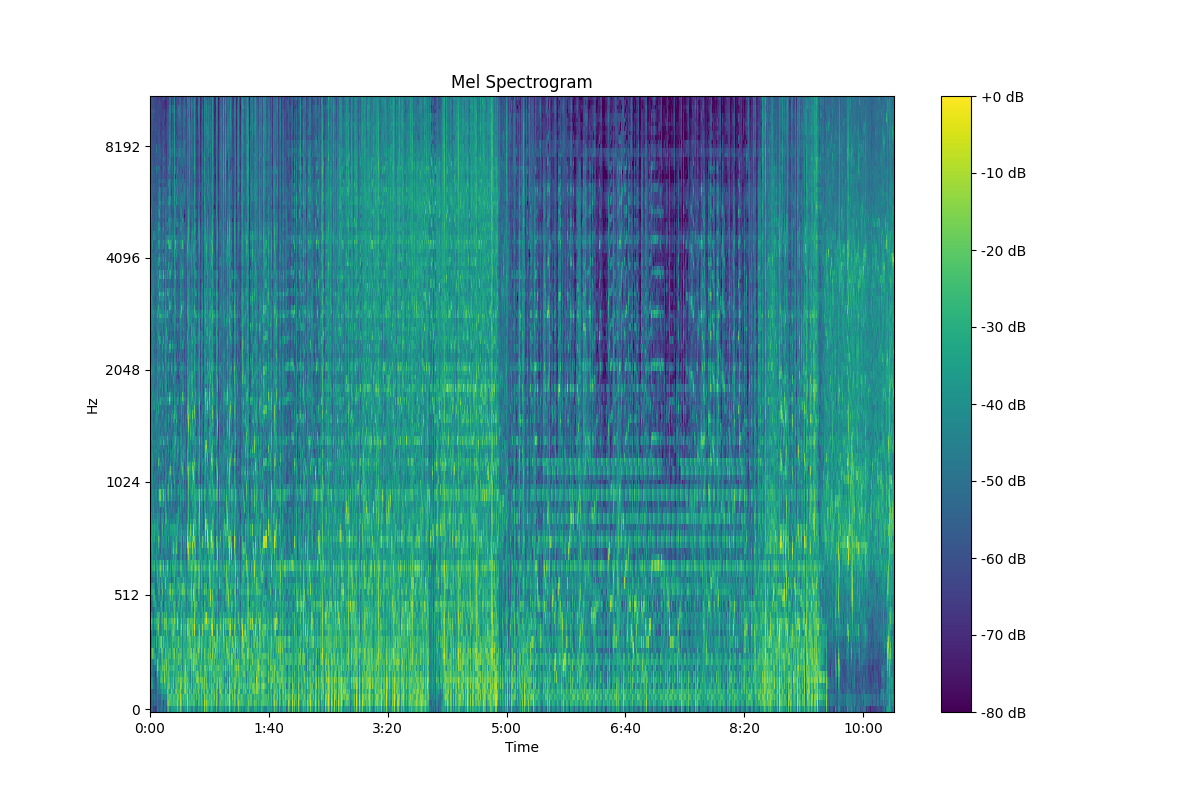 Mel Spectrogram
8192
4096
2048
1024
512
0
Hz
0:00 1:40 3:20 5:00 6:40 8:20 10:00
Time
+0 dB
-10 dB
-20 dB
-30 dB
-40 dB
-50 dB
-60 dB
-70 dB
-80 dB